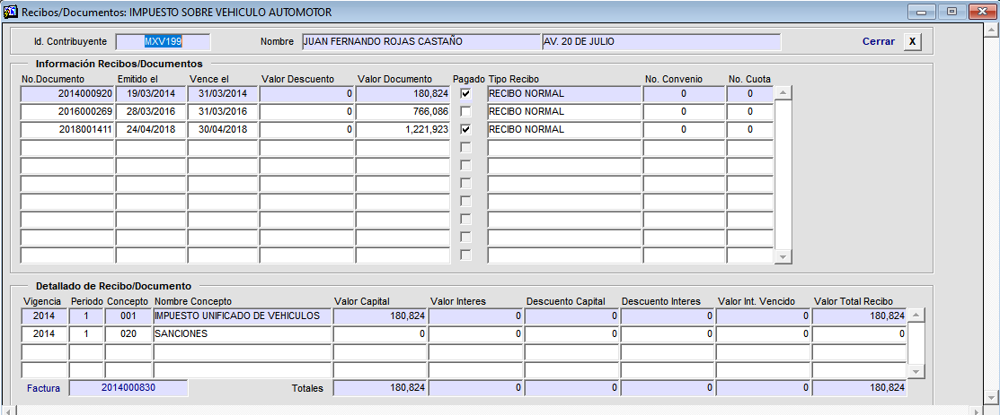 Recibos/Documentos: IMPUESTO SOBRE VEHICULO AUTOMOTOR
Id. Contribuyente MXV199 Nombre JUAN FERNANDO ROJAS CASTAÑO AV. 20 DE JULIO Cerrar X
Información Recibos/Documentos
No.Documento Emitido el Vence el Valor Descuento Valor Documento Pagado Tipo Recibo No. Convenio No. Cuota
2014000920 19/03/2014 31/03/2014 0 180,824 RECIBO NORMAL 0 0
2016000269 28/03/2016 31/03/2016 0 766,086 RECIBO NORMAL 0 0
2018001411 24/04/2018 30/04/2018 0 1,221,923 RECIBO NORMAL 0 0
Detallado de Recibo/Documento
Vigencia Periodo Concepto Nombre Concepto Valor Capital Valor Interes Descuento Capital Descuento Interes Valor Int. Vencido Valor Total Recibo
2014 1 001 IMPUESTO UNIFICADO DE VEHICULOS 180,824 0 0 0 0 180,824
2014 1 020 SANCIONES 0 0 0 0 0 0
Factura 2014000830 Totales 180,824 0 0 0 0 180,824